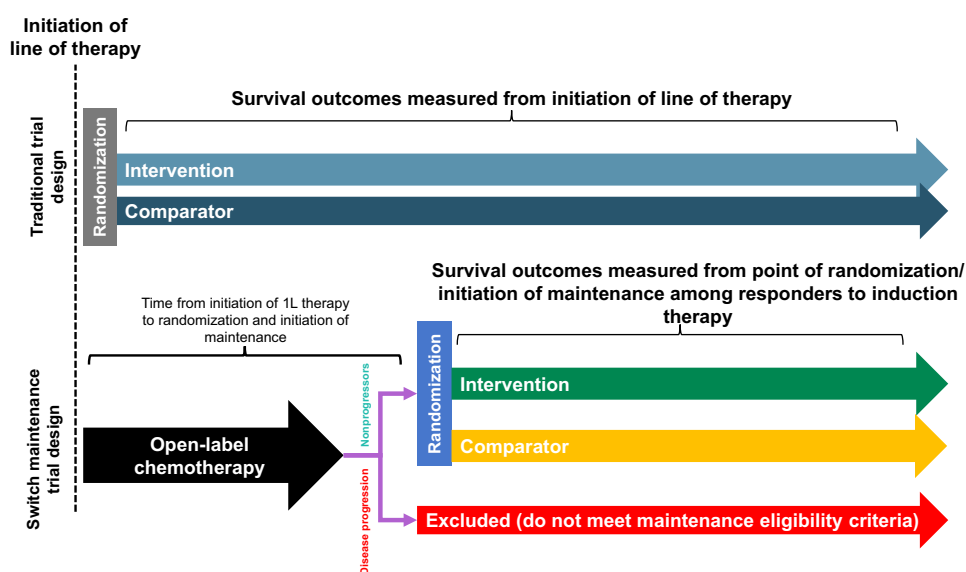 Initiation of
line of therapy
Traditional trial
design
Randomization
Survival outcomes measured from initiation of line of therapy
Intervention
Comparator
Switch maintenance
trial design
Time from initiation of 1L therapy
to randomization and initiation of
maintenance
Open-label
chemotherapy
Nonprogressors
Disease progression
Survival outcomes measured from point of randomization/
initiation of maintenance among responders to induction
therapy
Randomization
Intervention
Comparator
Excluded (do not meet maintenance eligibility criteria)